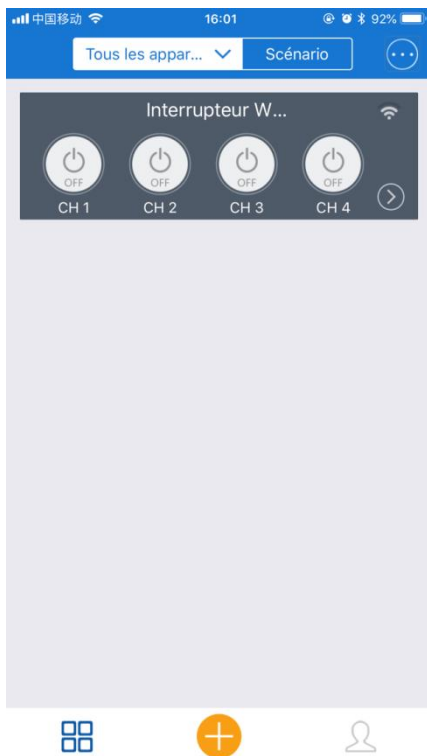 中国移动 16:01 92%
Tous les appar... Scénario
Interrupteur W...
OFF OFF OFF OFF
CH 1 CH 2 CH 3 CH 4